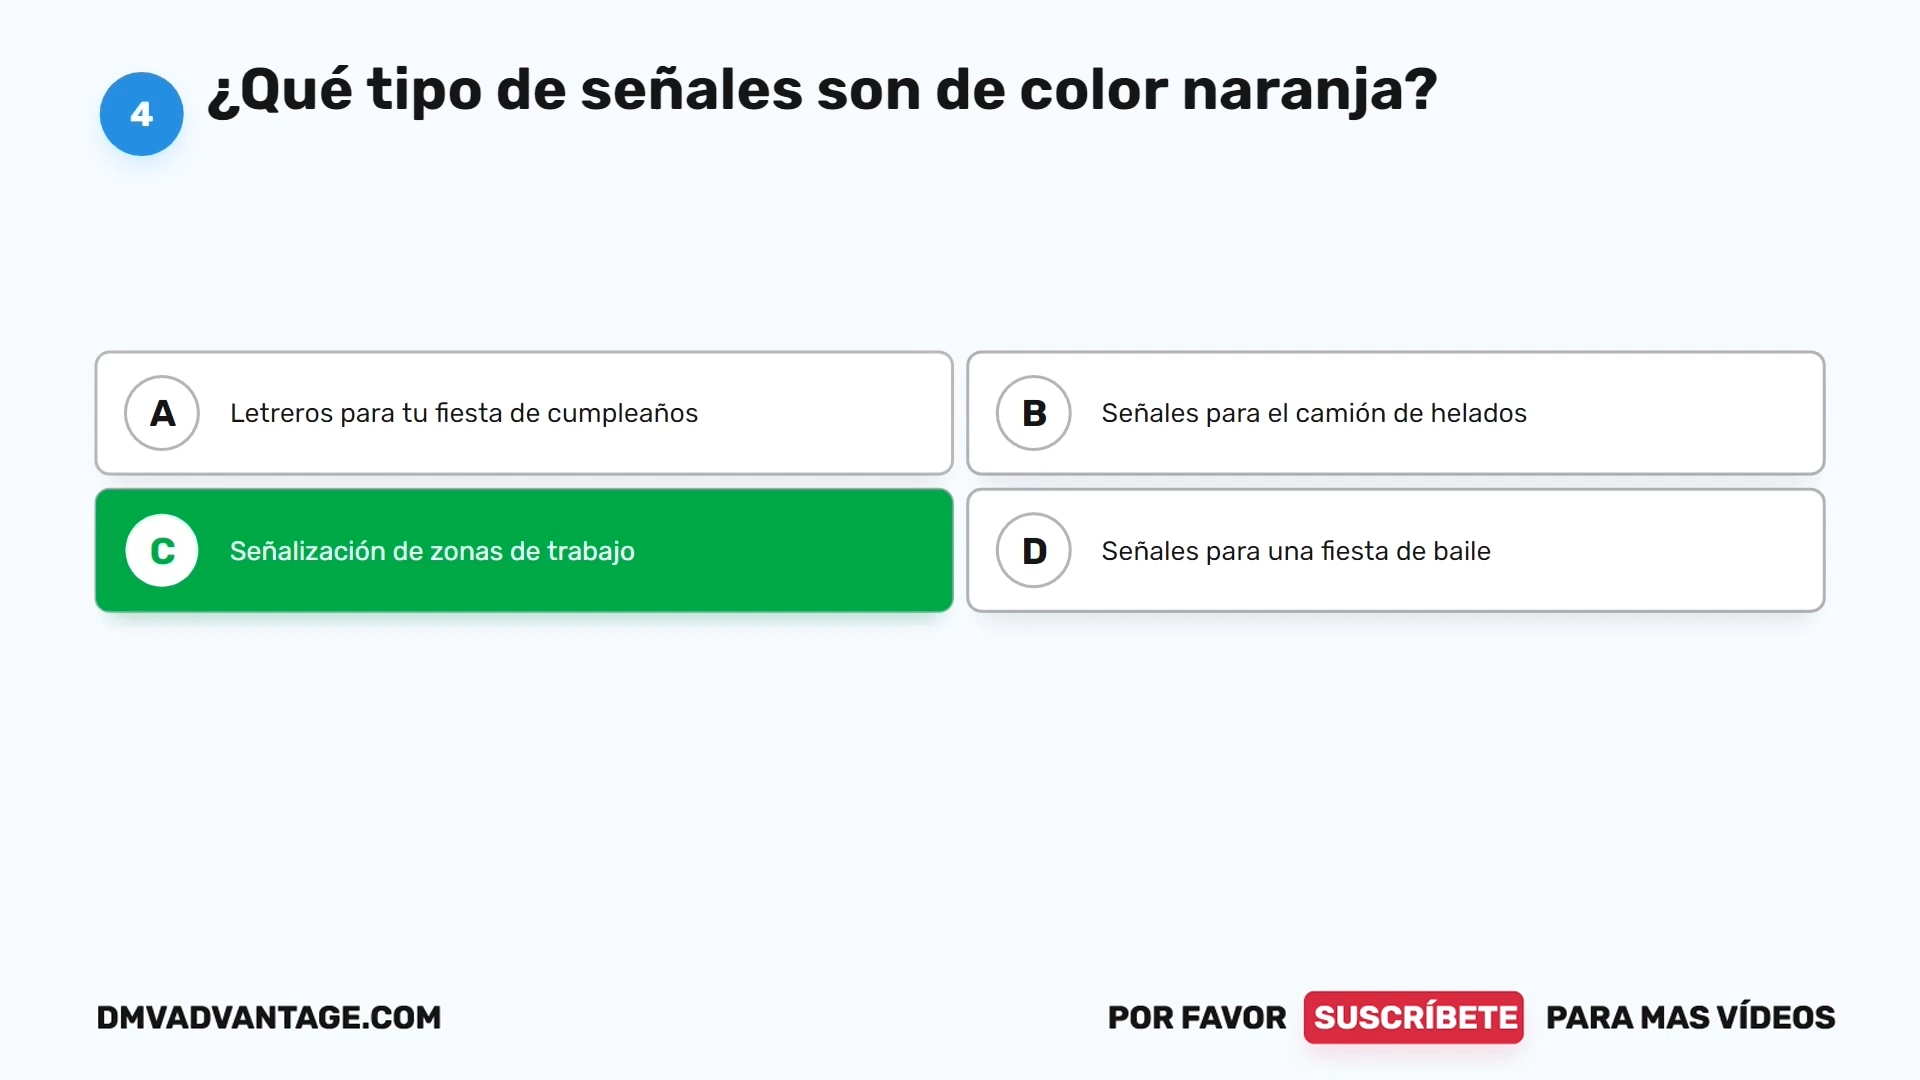 4
¿Qué tipo de señales son de color naranja?
A Letreros para tu fiesta de cumpleaños
B Señales para el camión de helados
C Señalización de zonas de trabajo
D Señales para una fiesta de baile
DMVADVANTAGE.COM
POR FAVOR SUSCRÍBETE PARA MAS VÍDEOS